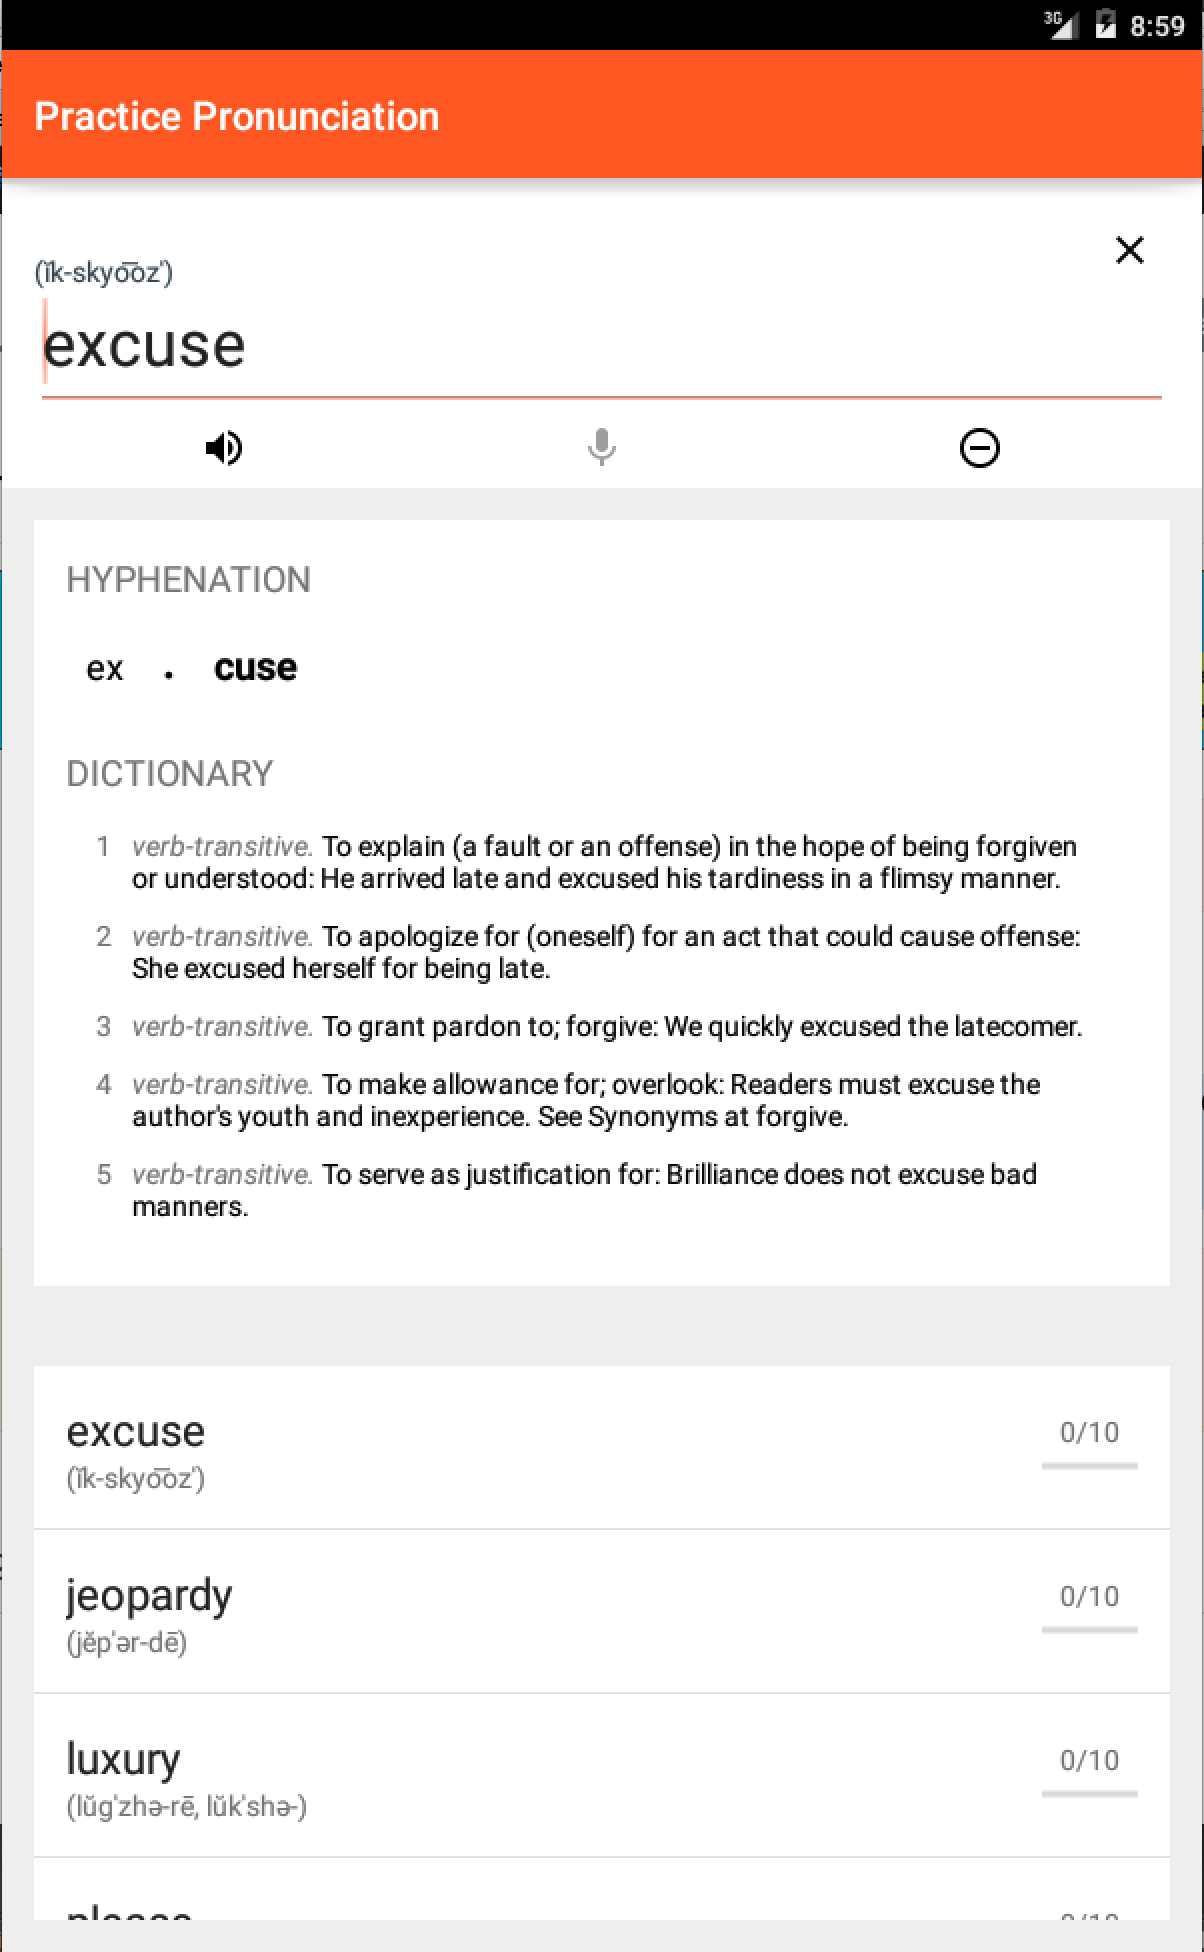 3G 8:59
Practice Pronunciation
(ĭk-skyo͞oz')
excuse
HYPHENATION
ex . cuse
DICTIONARY
1 verb-transitive. To explain (a fault or an offense) in the hope of being forgiven
or understood: He arrived late and excused his tardiness in a flimsy manner.
2 verb-transitive. To apologize for (oneself) for an act that could cause offense:
She excused herself for being late.
3 verb-transitive. To grant pardon to; forgive: We quickly excused the latecomer.
4 verb-transitive. To make allowance for; overlook: Readers must excuse the
author's youth and inexperience. See Synonyms at forgive.
5 verb-transitive. To serve as justification for: Brilliance does not excuse bad
manners.
excuse 0/10
(ĭk-skyo͞oz')
jeopardy 0/10
(jĕp'ər-dē)
luxury 0/10
(lŭg'zhə-rē, lŭk'shə-)
please 0/10